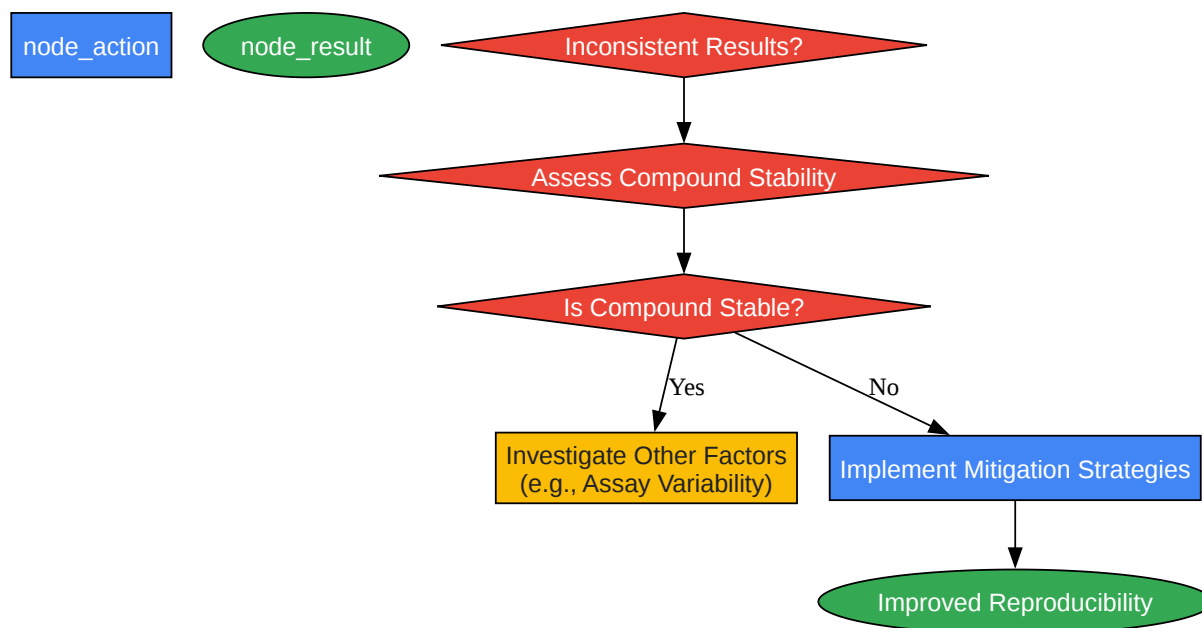 node_action
node_result
Inconsistent Results?
Assess Compound Stability
Is Compound Stable?
Yes
No
Investigate Other Factors
(e.g., Assay Variability)
Implement Mitigation Strategies
Improved Reproducibility